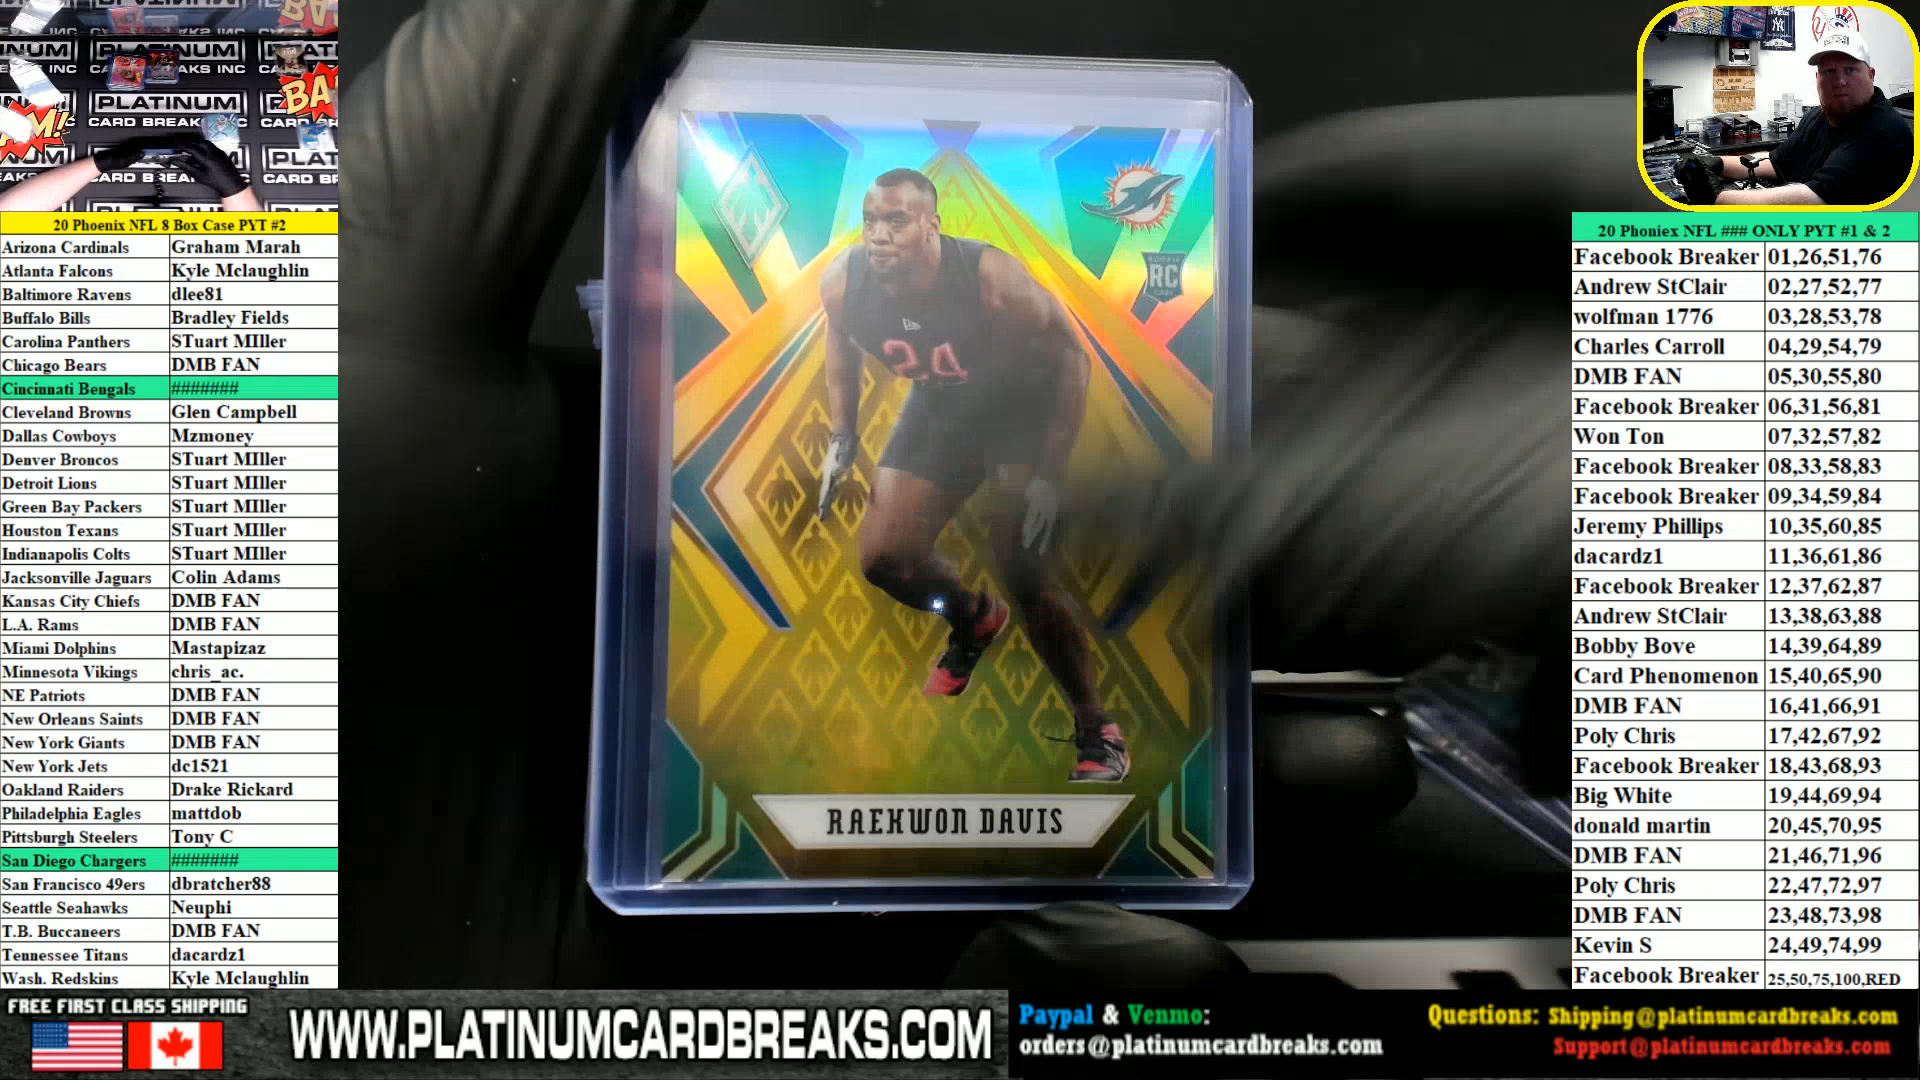 PLATINUM
CARD BREAKS INC
20 Phoenix NFL 8 Box Case PYT #2
Arizona Cardinals Graham Marah
Atlanta Falcons Kyle Mclaughlin
Baltimore Ravens dlee81
Buffalo Bills Bradley Fields
Carolina Panthers STuart MIller
Chicago Bears DMB FAN
Cincinnati Bengals #######
Cleveland Browns Glen Campbell
Dallas Cowboys Mzmoney
Denver Broncos STuart MIller
Detroit Lions STuart MIller
Green Bay Packers STuart MIller
Houston Texans STuart MIller
Indianapolis Colts STuart MIller
Jacksonville Jaguars Colin Adams
Kansas City Chiefs DMB FAN
L.A. Rams DMB FAN
Miami Dolphins Mastapizaz
Minnesota Vikings chris_ac.
NE Patriots DMB FAN
New Orleans Saints DMB FAN
New York Giants DMB FAN
New York Jets dc1521
Oakland Raiders Drake Rickard
Philadelphia Eagles mattdob
Pittsburgh Steelers Tony C
San Diego Chargers #######
San Francisco 49ers dbratcher88
Seattle Seahawks Neuphi
T.B. Buccaneers DMB FAN
Tennessee Titans dacardz1
Wash. Redskins Kyle Mclaughlin
ROOKIE
RC
CARD
24
RAEKWON DAVIS
20 Phoniex NFL ### ONLY PYT #1 & 2
Facebook Breaker 01,26,51,76
Andrew StClair 02,27,52,77
wolfman 1776 03,28,53,78
Charles Carroll 04,29,54,79
DMB FAN 05,30,55,80
Facebook Breaker 06,31,56,81
Won Ton 07,32,57,82
Facebook Breaker 08,33,58,83
Facebook Breaker 09,34,59,84
Jeremy Phillips 10,35,60,85
dacardz1 11,36,61,86
Facebook Breaker 12,37,62,87
Andrew StClair 13,38,63,88
Bobby Bove 14,39,64,89
Card Phenomenon 15,40,65,90
DMB FAN 16,41,66,91
Poly Chris 17,42,67,92
Facebook Breaker 18,43,68,93
Big White 19,44,69,94
donald martin 20,45,70,95
DMB FAN 21,46,71,96
Poly Chris 22,47,72,97
DMB FAN 23,48,73,98
Kevin S 24,49,74,99
Facebook Breaker 25,50,75,100,RED
FREE FIRST CLASS SHIPPING
WWW.PLATINUMCARDBREAKS.COM
Paypal & Venmo:
orders@platinumcardbreaks.com
Questions: Shipping@platinumcardbreaks.com
Support@platinumcardbreaks.com